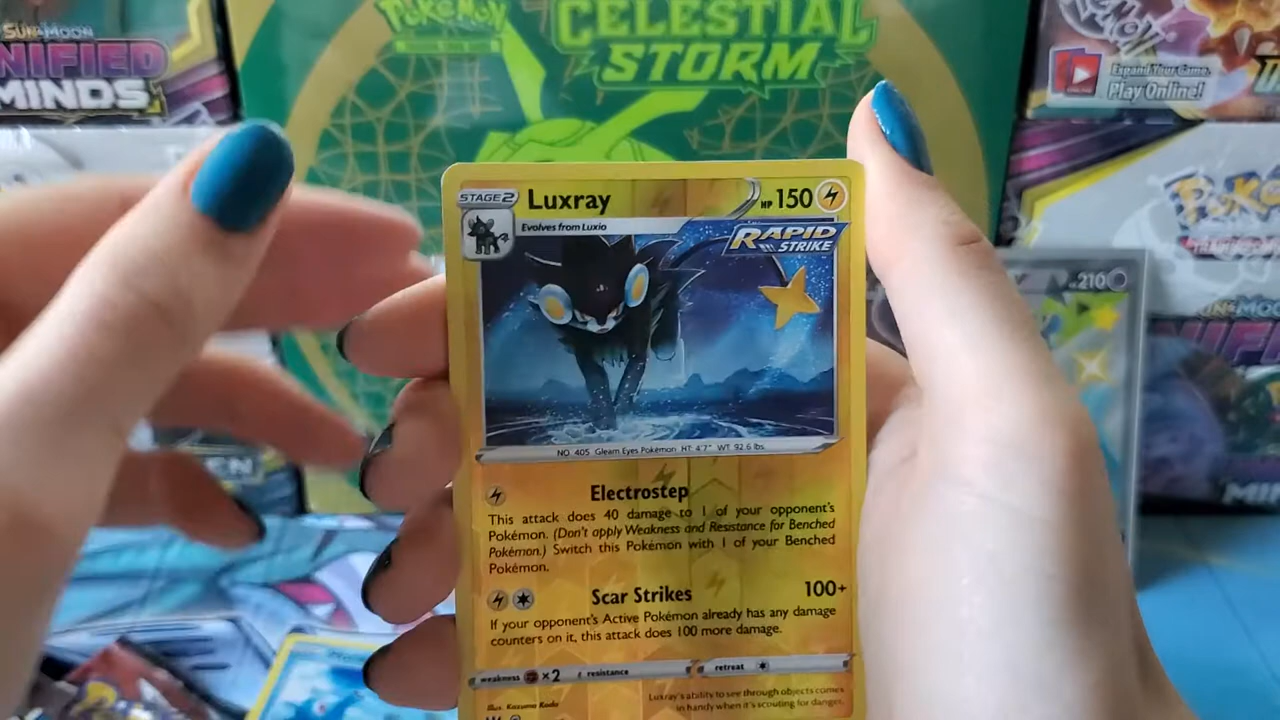 SUN & MOON
NIFIED
MINDS
POKÉMON
CELESTIAL
STORM
Expand Your Game.
Play Online!
STAGE 2
Luxray
HP 150
Evolves from Luxio
RAPID
STRIKE
210
NO. 405 Gleam Eyes Pokémon HT: 4'7" WT: 92.6 lbs.
Electrostep
This attack does 40 damage to 1 of your opponent's
Pokémon. (Don't apply Weakness and Resistance for Benched
Pokémon.) Switch this Pokémon with 1 of your Benched
Pokémon.
Scar Strikes 100+
If your opponent's Active Pokémon already has any damage
counters on it, this attack does 100 more damage.
weakness ×2 resistance retreat
Illus. Kazuma Koda
Luxray's ability to see through objects comes
in handy when it's scouting for danger.